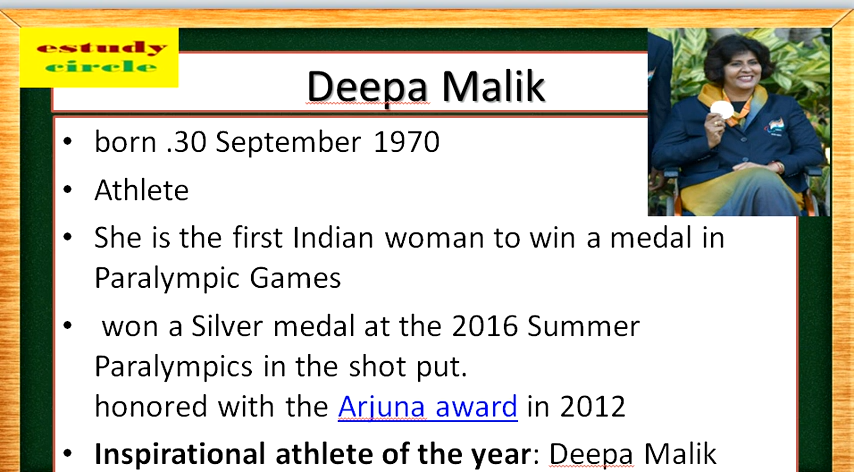 estudy
circle
Deepa Malik
• born .30 September 1970
• Athlete
• She is the first Indian woman to win a medal in
Paralympic Games
• won a Silver medal at the 2016 Summer
Paralympics in the shot put.
honored with the Arjuna award in 2012
• Inspirational athlete of the year: Deepa Malik